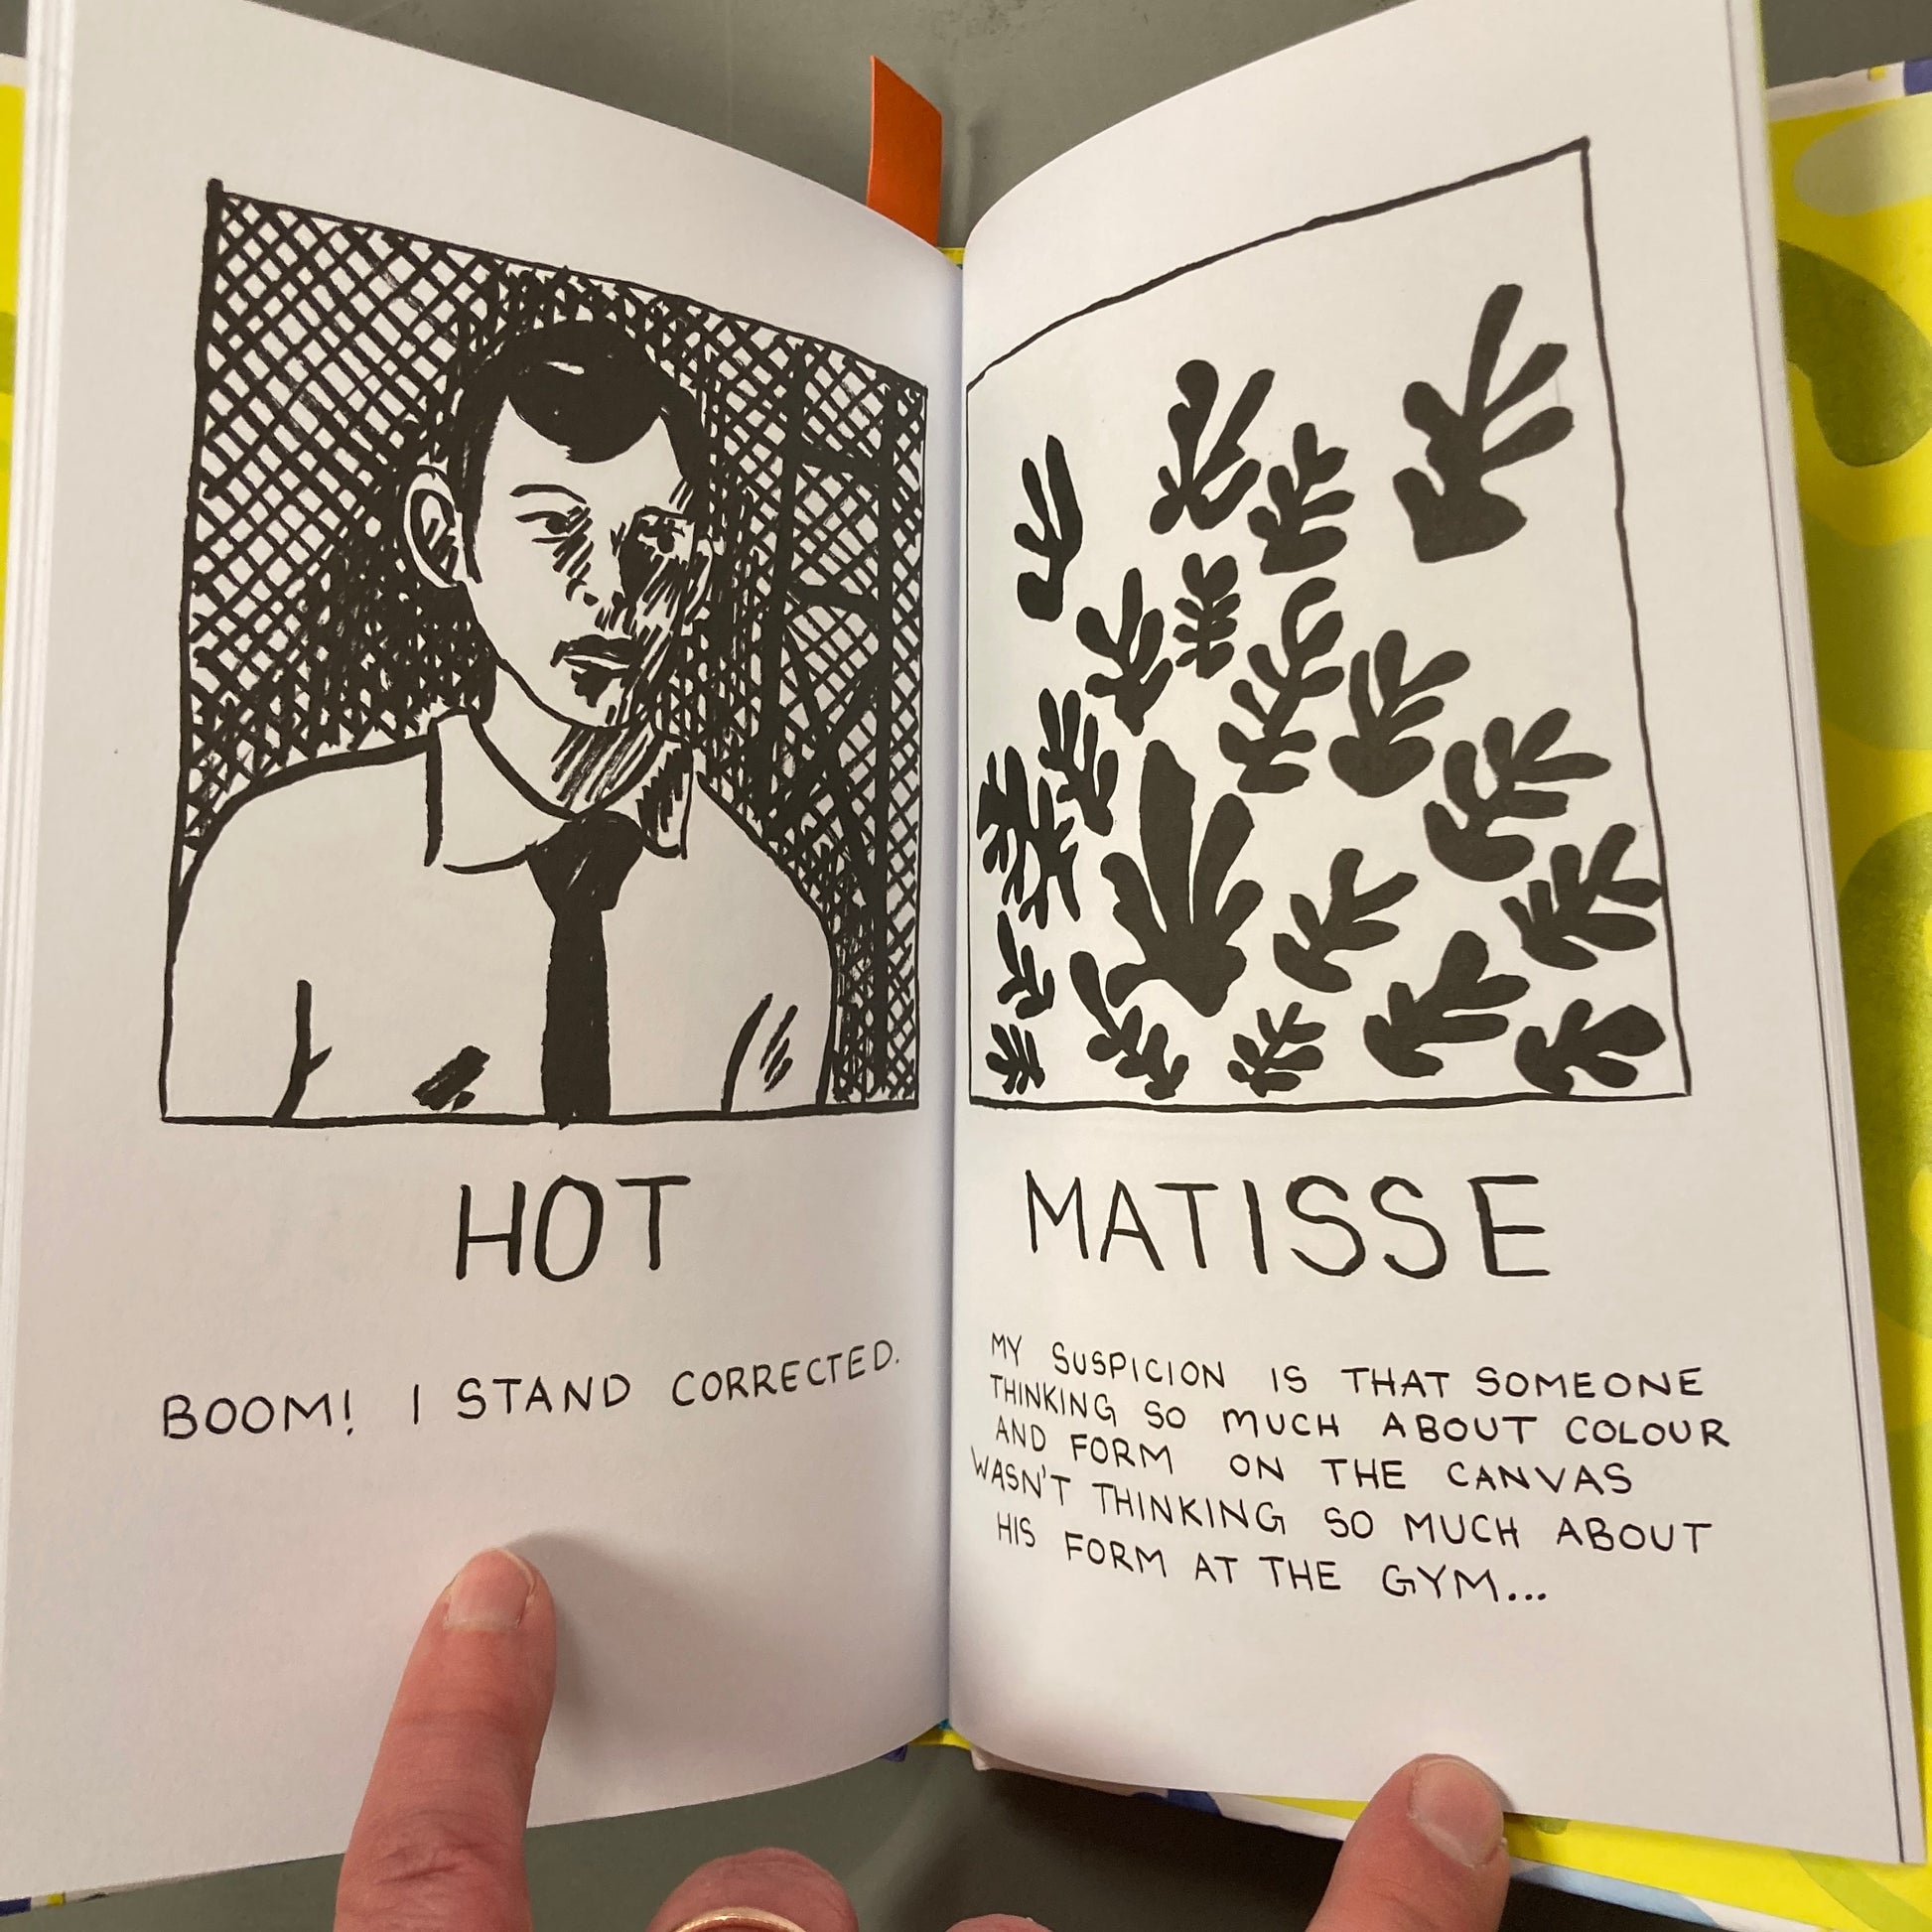 HOT
BOOM! I STAND CORRECTED.
MATISSE
MY SUSPICION IS THAT SOMEONE
THINKING SO MUCH ABOUT COLOUR
AND FORM ON THE CANVAS
WASN'T THINKING SO MUCH ABOUT
HIS FORM AT THE GYM...